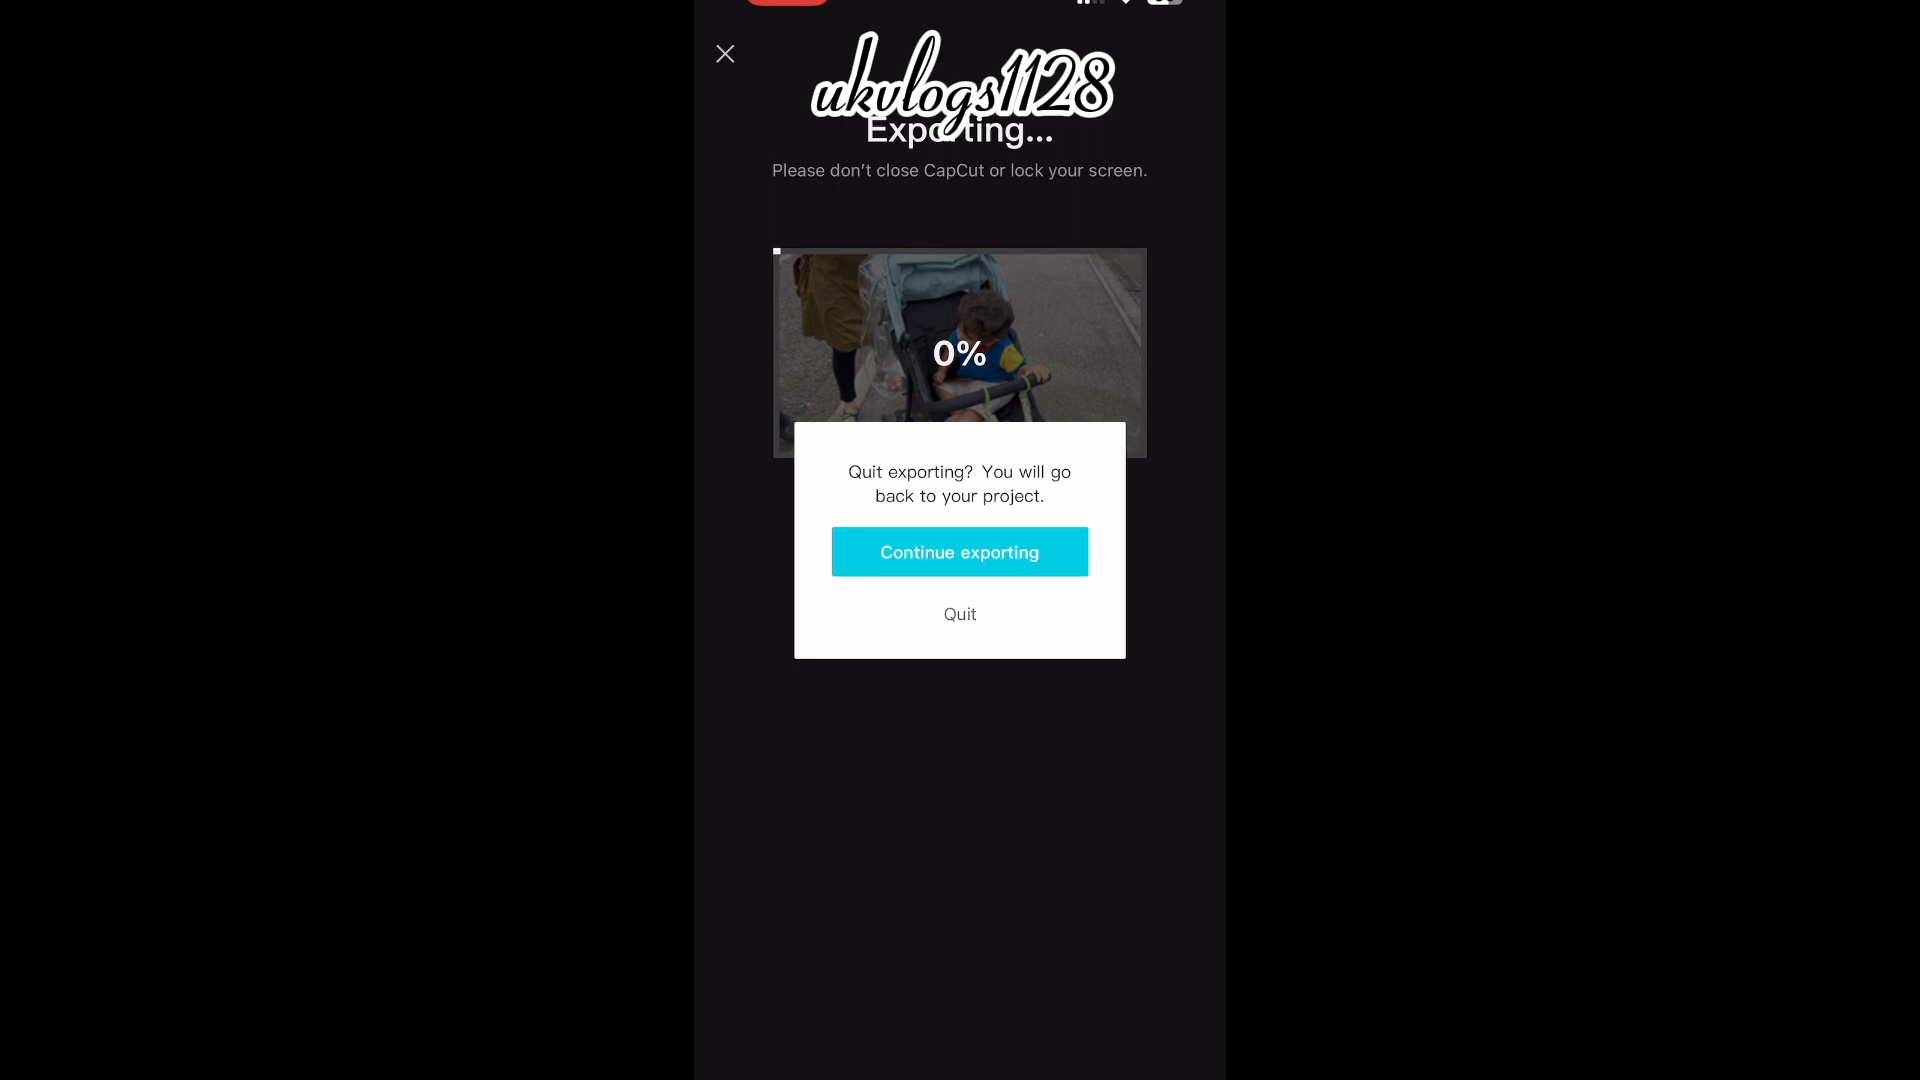 ukvlogs1128
Exporting...
Please don't close CapCut or lock your screen.
0%
Quit exporting? You will go
back to your project.
Continue exporting
Quit